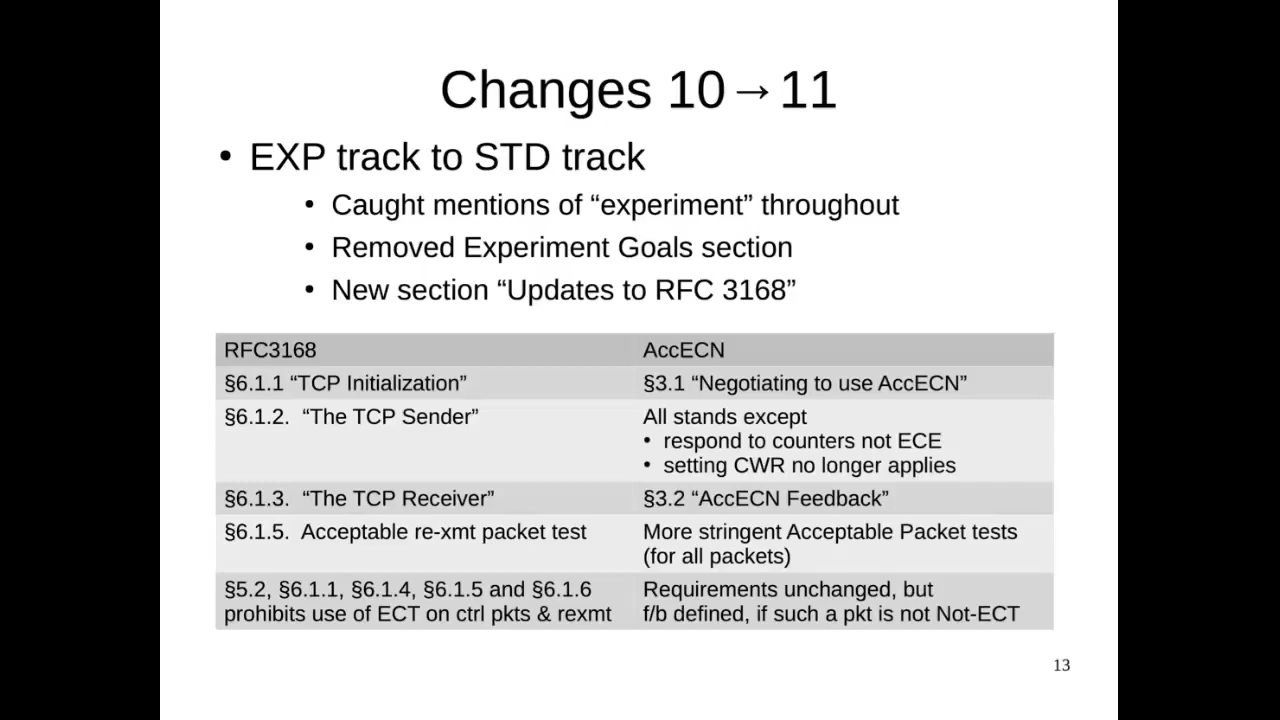 Changes 10→11
• EXP track to STD track
• Caught mentions of “experiment” throughout
• Removed Experiment Goals section
• New section “Updates to RFC 3168”
RFC3168 AccECN
§6.1.1 “TCP Initialization” §3.1 “Negotiating to use AccECN”
§6.1.2. “The TCP Sender” All stands except
• respond to counters not ECE
• setting CWR no longer applies
§6.1.3. “The TCP Receiver” §3.2 “AccECN Feedback”
§6.1.5. Acceptable re-xmt packet test More stringent Acceptable Packet tests
(for all packets)
§5.2, §6.1.1, §6.1.4, §6.1.5 and §6.1.6 Requirements unchanged, but
prohibits use of ECT on ctrl pkts & rexmt f/b defined, if such a pkt is not Not-ECT
13